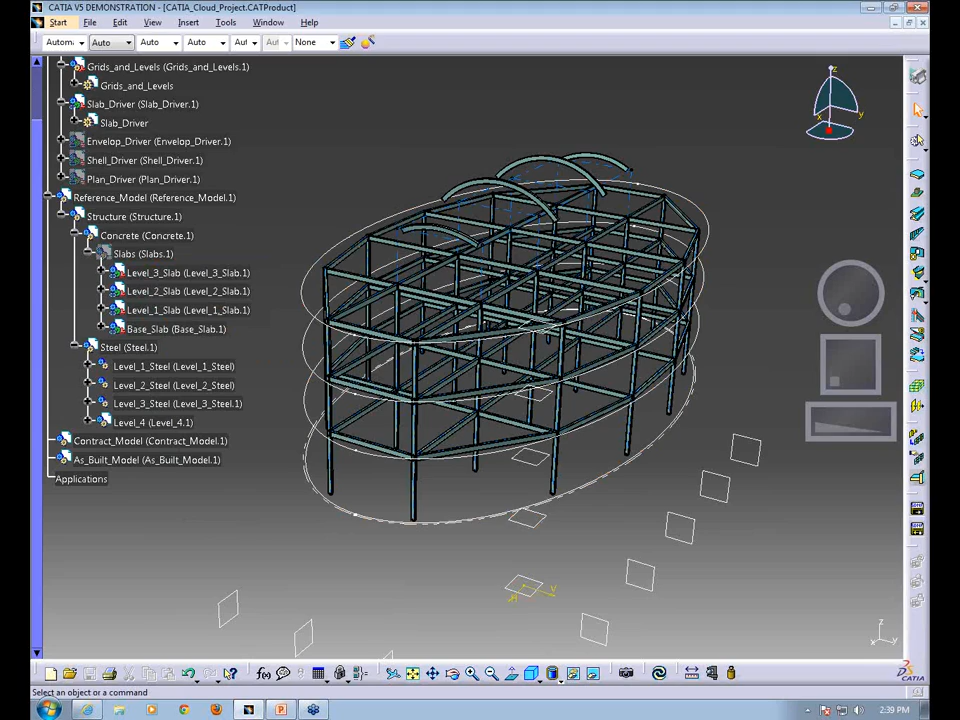 CATIA V5 DEMONSTRATION - [CATIA_Cloud_Project.CATProduct]
Start File Edit View Insert Tools Window Help
Autom Auto Auto Auto Aut Aut None
Grids_and_Levels (Grids_and_Levels.1)
Grids_and_Levels
Slab_Driver (Slab_Driver.1)
Slab_Driver
Envelop_Driver (Envelop_Driver.1)
Shell_Driver (Shell_Driver.1)
Plan_Driver (Plan_Driver.1)
Reference_Model (Reference_Model.1)
Structure (Structure.1)
Concrete (Concrete.1)
Slabs (Slabs.1)
Level_3_Slab (Level_3_Slab.1)
Level_2_Slab (Level_2_Slab.1)
Level_1_Slab (Level_1_Slab.1)
Base_Slab (Base_Slab.1)
Steel (Steel.1)
Level_1_Steel (Level_1_Steel)
Level_2_Steel (Level_2_Steel)
Level_3_Steel (Level_3_Steel.1)
Level_4 (Level_4.1)
Contract_Model (Contract_Model.1)
As_Built_Model (As_Built_Model.1)
Applications
z
x y
z
x y
CATIA
Select an object or a command
2:39 PM